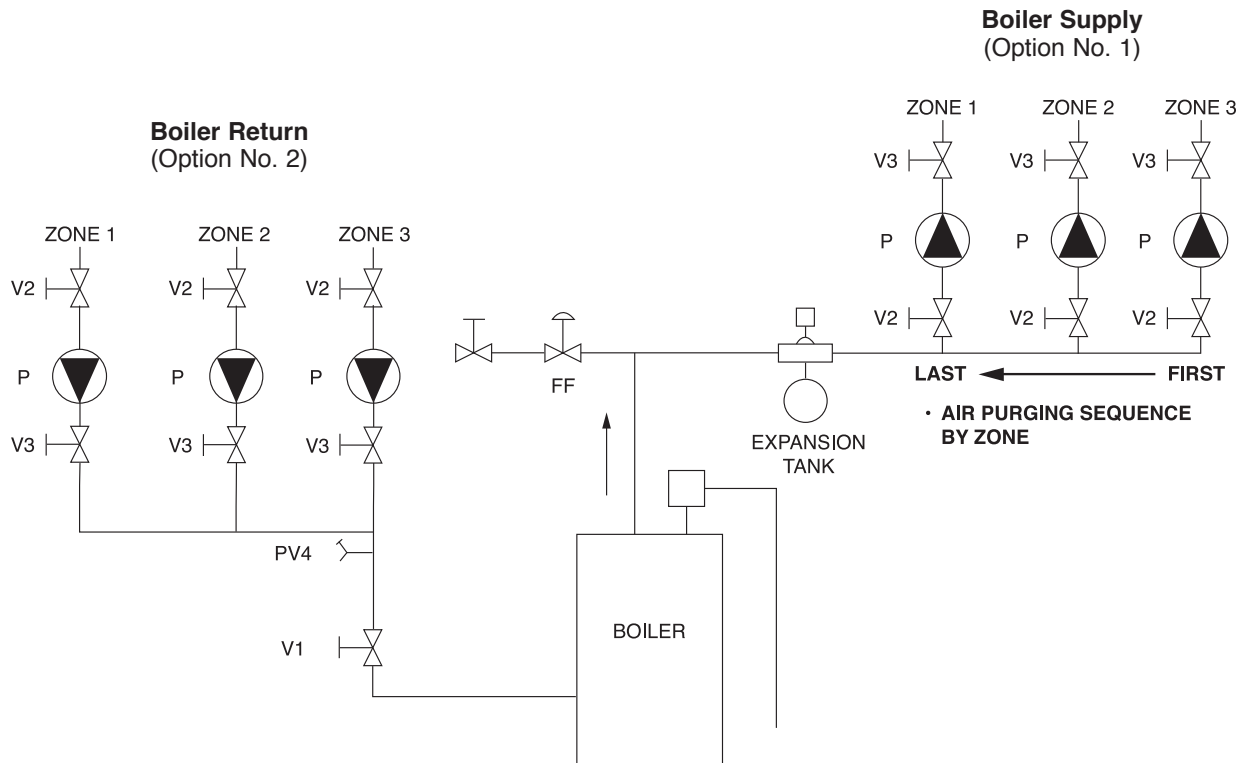 Boiler Supply
(Option No. 1)
ZONE 1 ZONE 2 ZONE 3
V3 V3 V3
P P P
V2 V2 V2
LAST FIRST
• AIR PURGING SEQUENCE
BY ZONE
Boiler Return
(Option No. 2)
ZONE 1 ZONE 2 ZONE 3
V2 V2 V2
P P P
V3 V3 V3
PV4
V1
FF
EXPANSION
TANK
BOILER